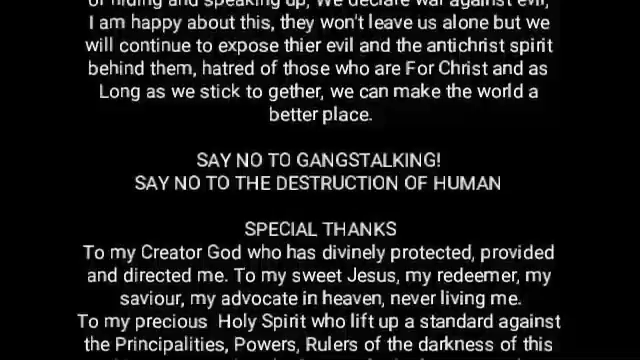 of hiding and speaking up, We declare war against evil,
I am happy about this, they won't leave us alone but we
will continue to expose thier evil and the antichrist spirit
behind them, hatred of those who are For Christ and as
Long as we stick to gether, we can make the world a
better place.
SAY NO TO GANGSTALKING!
SAY NO TO THE DESTRUCTION OF HUMAN
SPECIAL THANKS
To my Creator God who has divinely protected, provided
and directed me. To my sweet Jesus, my redeemer, my
saviour, my advocate in heaven, never living me.
To my precious Holy Spirit who lift up a standard against
the Principalities, Powers, Rulers of the darkness of this